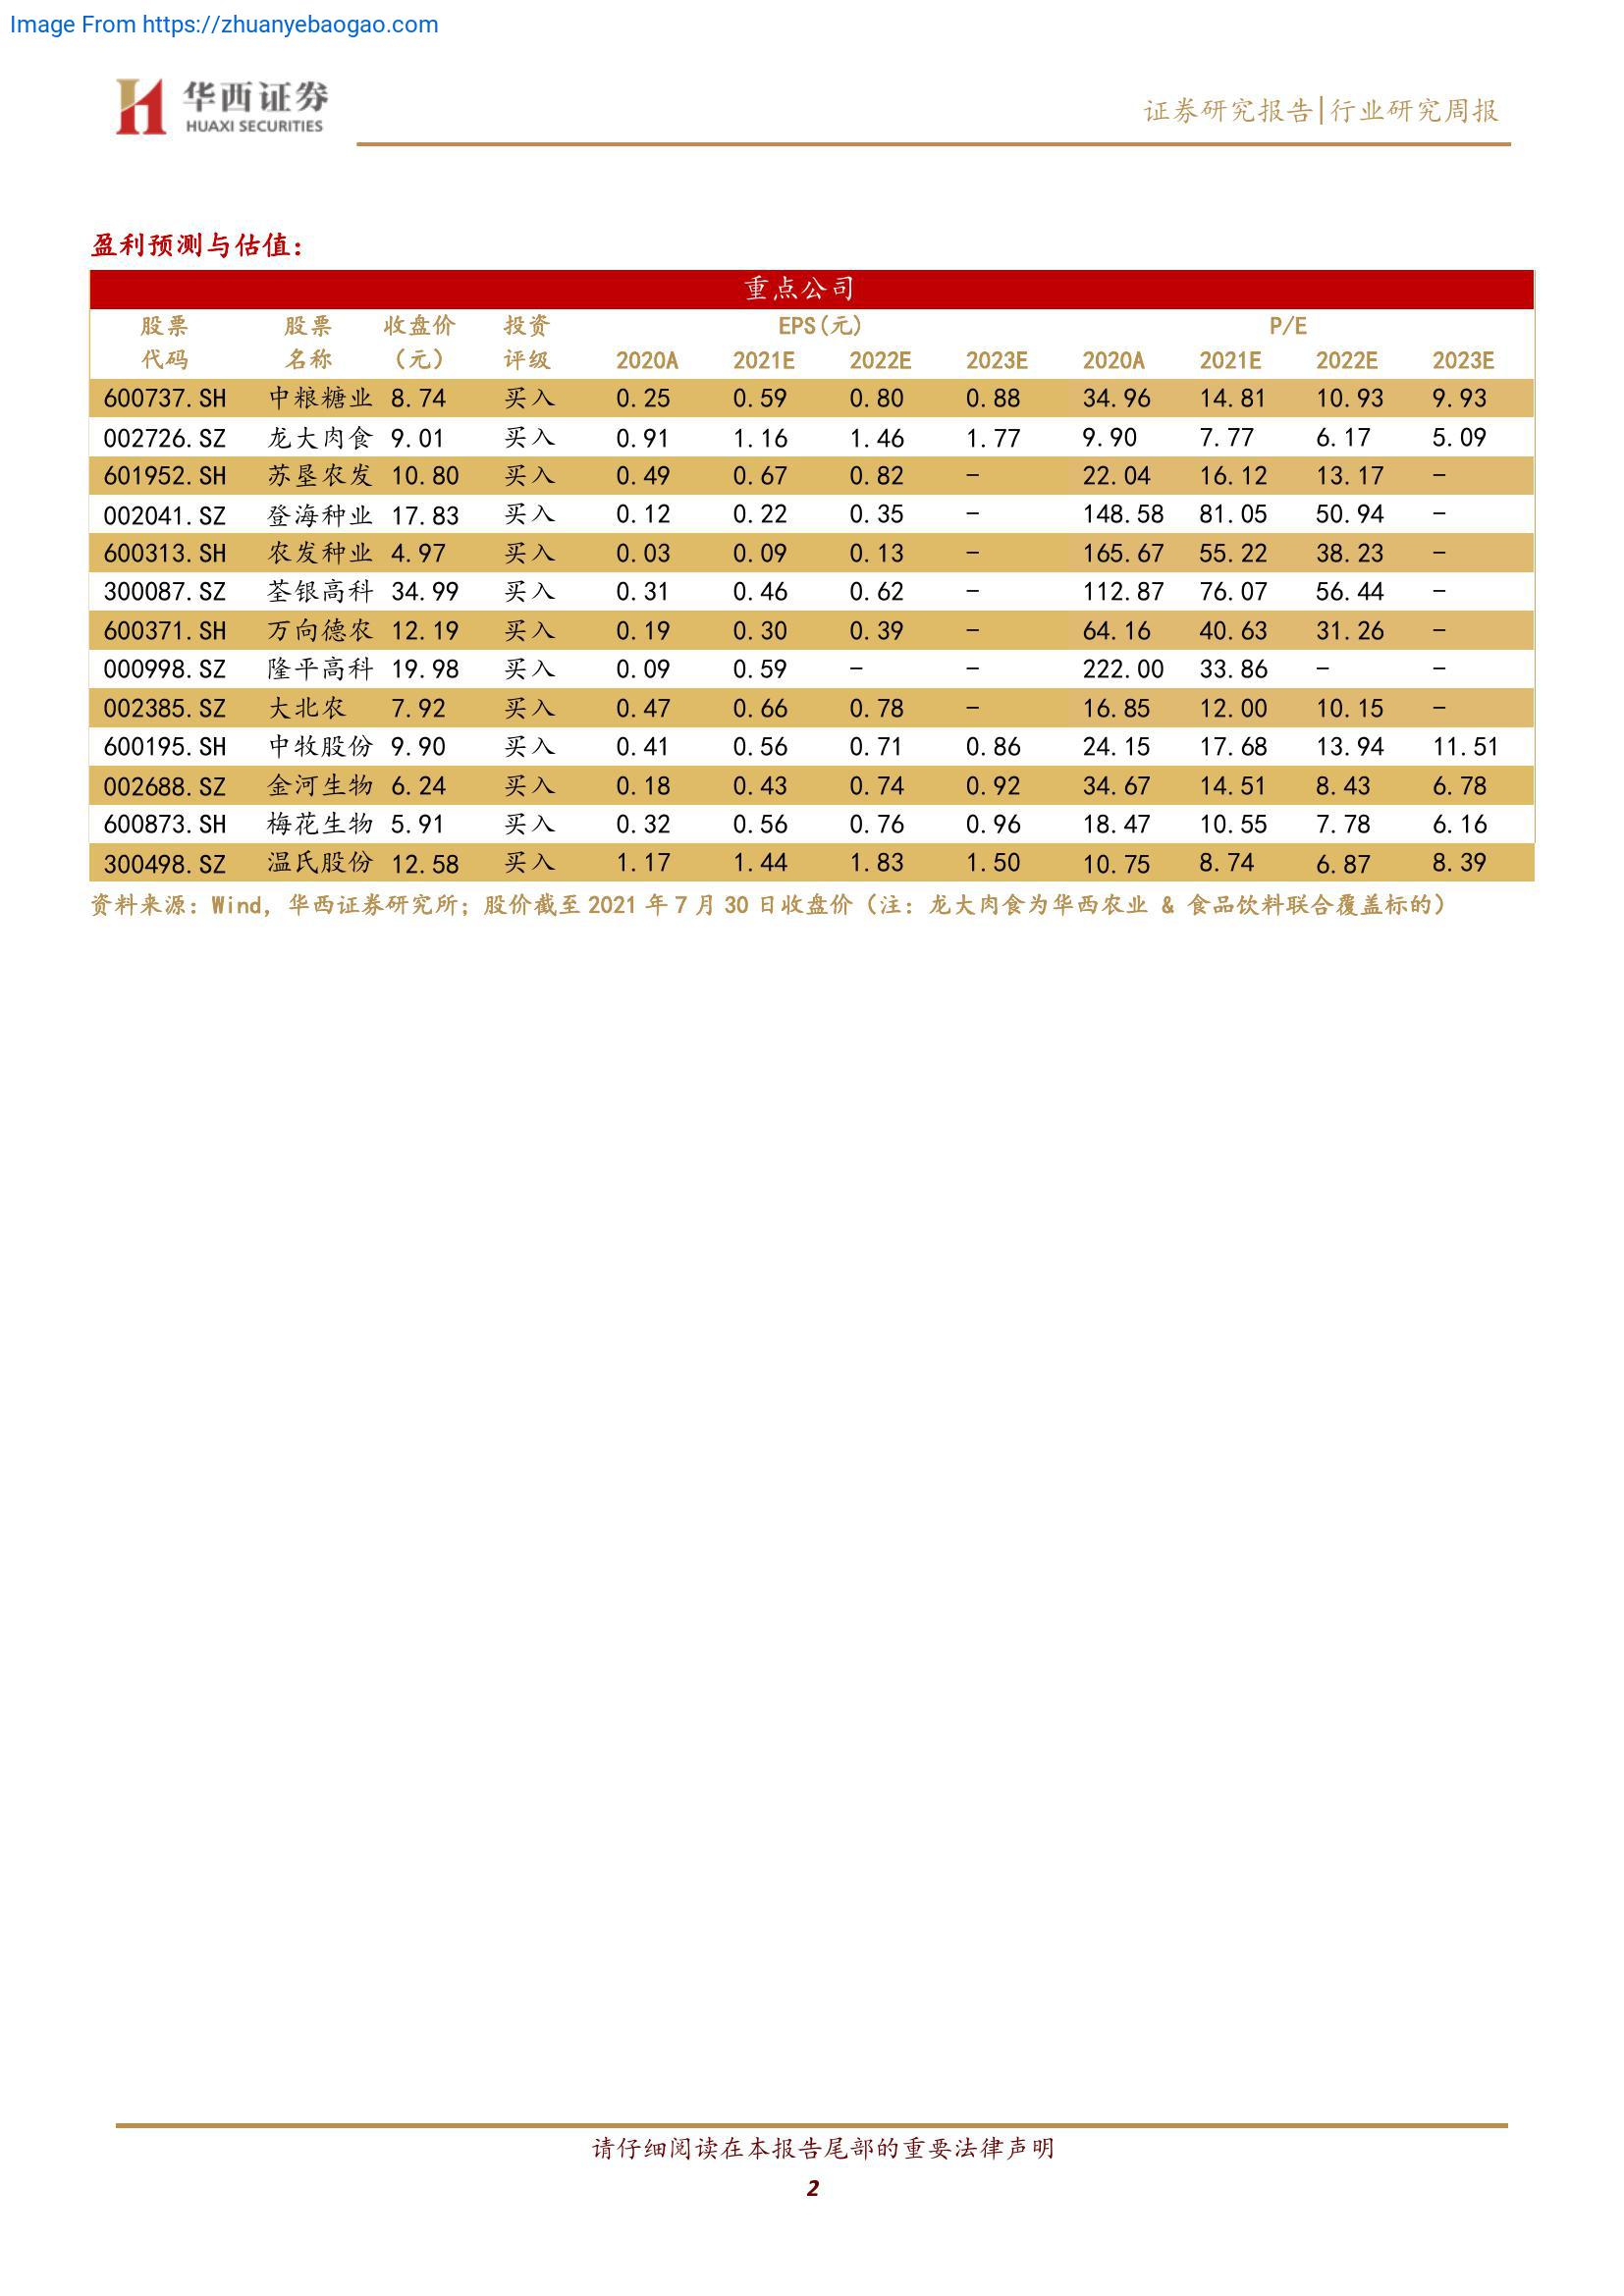 Image From https://zhuanyebaogao.com
华西证券
HUAXI SECURITIES
证券研究报告|行业研究周报
盈利预测与估值：
重点公司
股票 股票 收盘价 投资 EPS(元) P/E
代码 名称 （元） 评级 2020A 2021E 2022E 2023E 2020A 2021E 2022E 2023E
600737.SH 中粮糖业 8.74 买入 0.25 0.59 0.80 0.88 34.96 14.81 10.93 9.93
002726.SZ 龙大肉食 9.01 买入 0.91 1.16 1.46 1.77 9.90 7.77 6.17 5.09
601952.SH 苏垦农发 10.80 买入 0.49 0.67 0.82 - 22.04 16.12 13.17 -
002041.SZ 登海种业 17.83 买入 0.12 0.22 0.35 - 148.58 81.05 50.94 -
600313.SH 农发种业 4.97 买入 0.03 0.09 0.13 - 165.67 55.22 38.23 -
300087.SZ 荃银高科 34.99 买入 0.31 0.46 0.62 - 112.87 76.07 56.44 -
600371.SH 万向德农 12.19 买入 0.19 0.30 0.39 - 64.16 40.63 31.26 -
000998.SZ 隆平高科 19.98 买入 0.09 0.59 - - 222.00 33.86 - -
002385.SZ 大北农 7.92 买入 0.47 0.66 0.78 - 16.85 12.00 10.15 -
600195.SH 中牧股份 9.90 买入 0.41 0.56 0.71 0.86 24.15 17.68 13.94 11.51
002688.SZ 金河生物 6.24 买入 0.18 0.43 0.74 0.92 34.67 14.51 8.43 6.78
600873.SH 梅花生物 5.91 买入 0.32 0.56 0.76 0.96 18.47 10.55 7.78 6.16
300498.SZ 温氏股份 12.58 买入 1.17 1.44 1.83 1.50 10.75 8.74 6.87 8.39
资料来源：Wind，华西证券研究所；股价截至 2021 年 7 月 30 日收盘价（注：龙大肉食为华西农业 & 食品饮料联合覆盖标的）
请仔细阅读在本报告尾部的重要法律声明
2